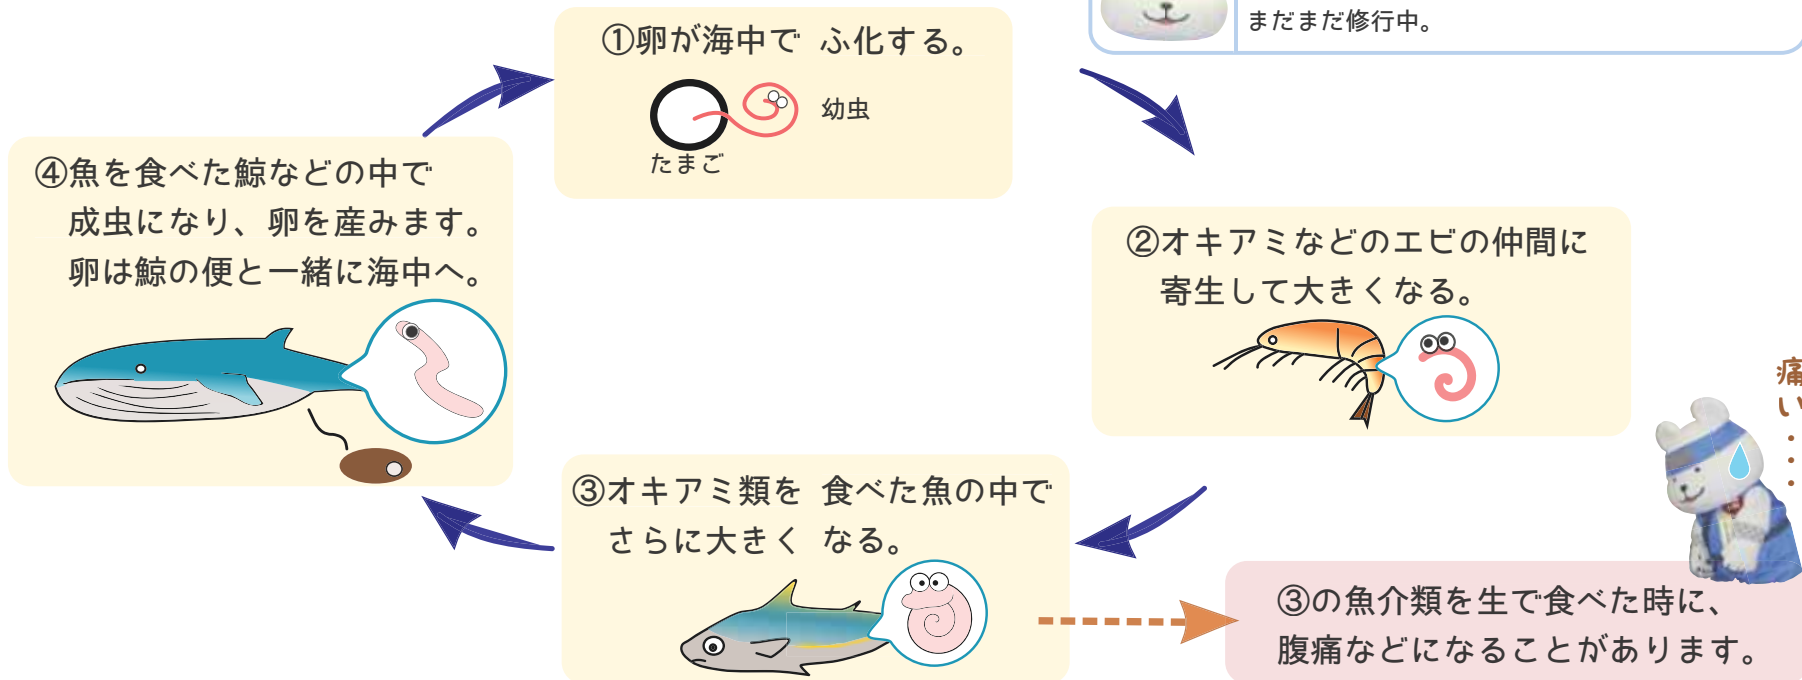 まだまだ修行中。
①卵が海中で ふ化する。
幼虫
たまご
②オキアミなどのエビの仲間に
寄生して大きくなる。
③オキアミ類を 食べた魚の中で
さらに大きく なる。
④魚を食べた鯨などの中で
成虫になり、卵を産みます。
卵は鯨の便と一緒に海中へ。
痛い・・・・
③の魚介類を生で食べた時に、
腹痛などになることがあります。